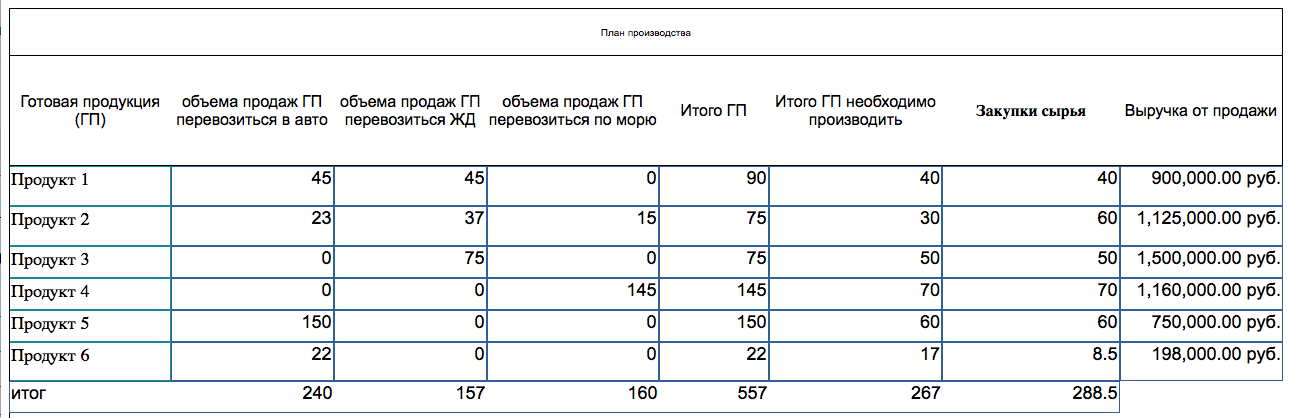 План производства
Готовая продукция (ГП) объема продаж ГП перевозиться в авто объема продаж ГП перевозиться ЖД объема продаж ГП перевозиться по морю Итого ГП Итого ГП необходимо производить Закупки сырья Выручка от продажи
Продукт 1 45 45 0 90 40 40 900,000.00 руб.
Продукт 2 23 37 15 75 30 60 1,125,000.00 руб.
Продукт 3 0 75 0 75 50 50 1,500,000.00 руб.
Продукт 4 0 0 145 145 70 70 1,160,000.00 руб.
Продукт 5 150 0 0 150 60 60 750,000.00 руб.
Продукт 6 22 0 0 22 17 8.5 198,000.00 руб.
итог 240 157 160 557 267 288.5